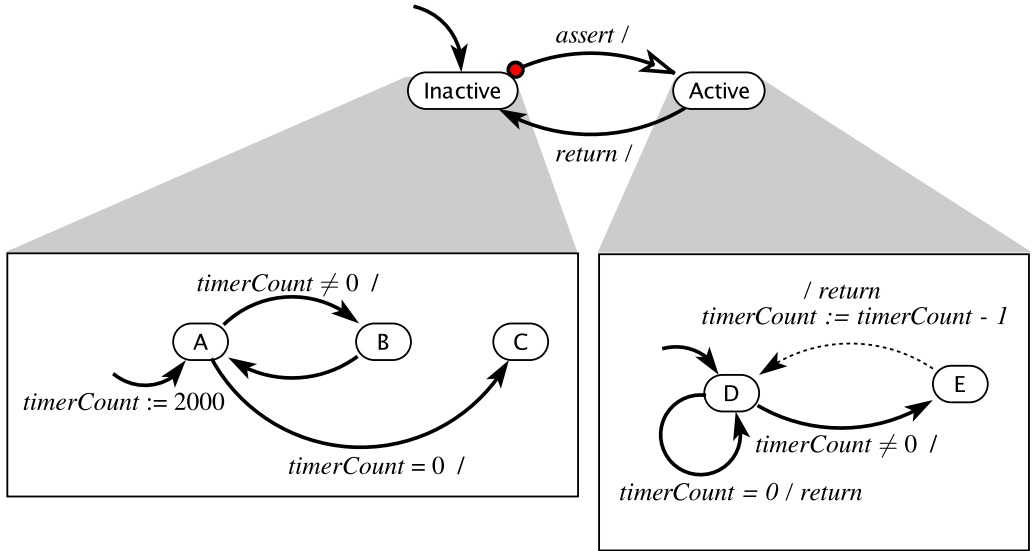 assert /
Inactive
Active
return /
timerCount ≠ 0 /
A
B
C
timerCount := 2000
timerCount = 0 /
/ return
timerCount := timerCount - 1
D
E
timerCount ≠ 0 /
timerCount = 0 / return